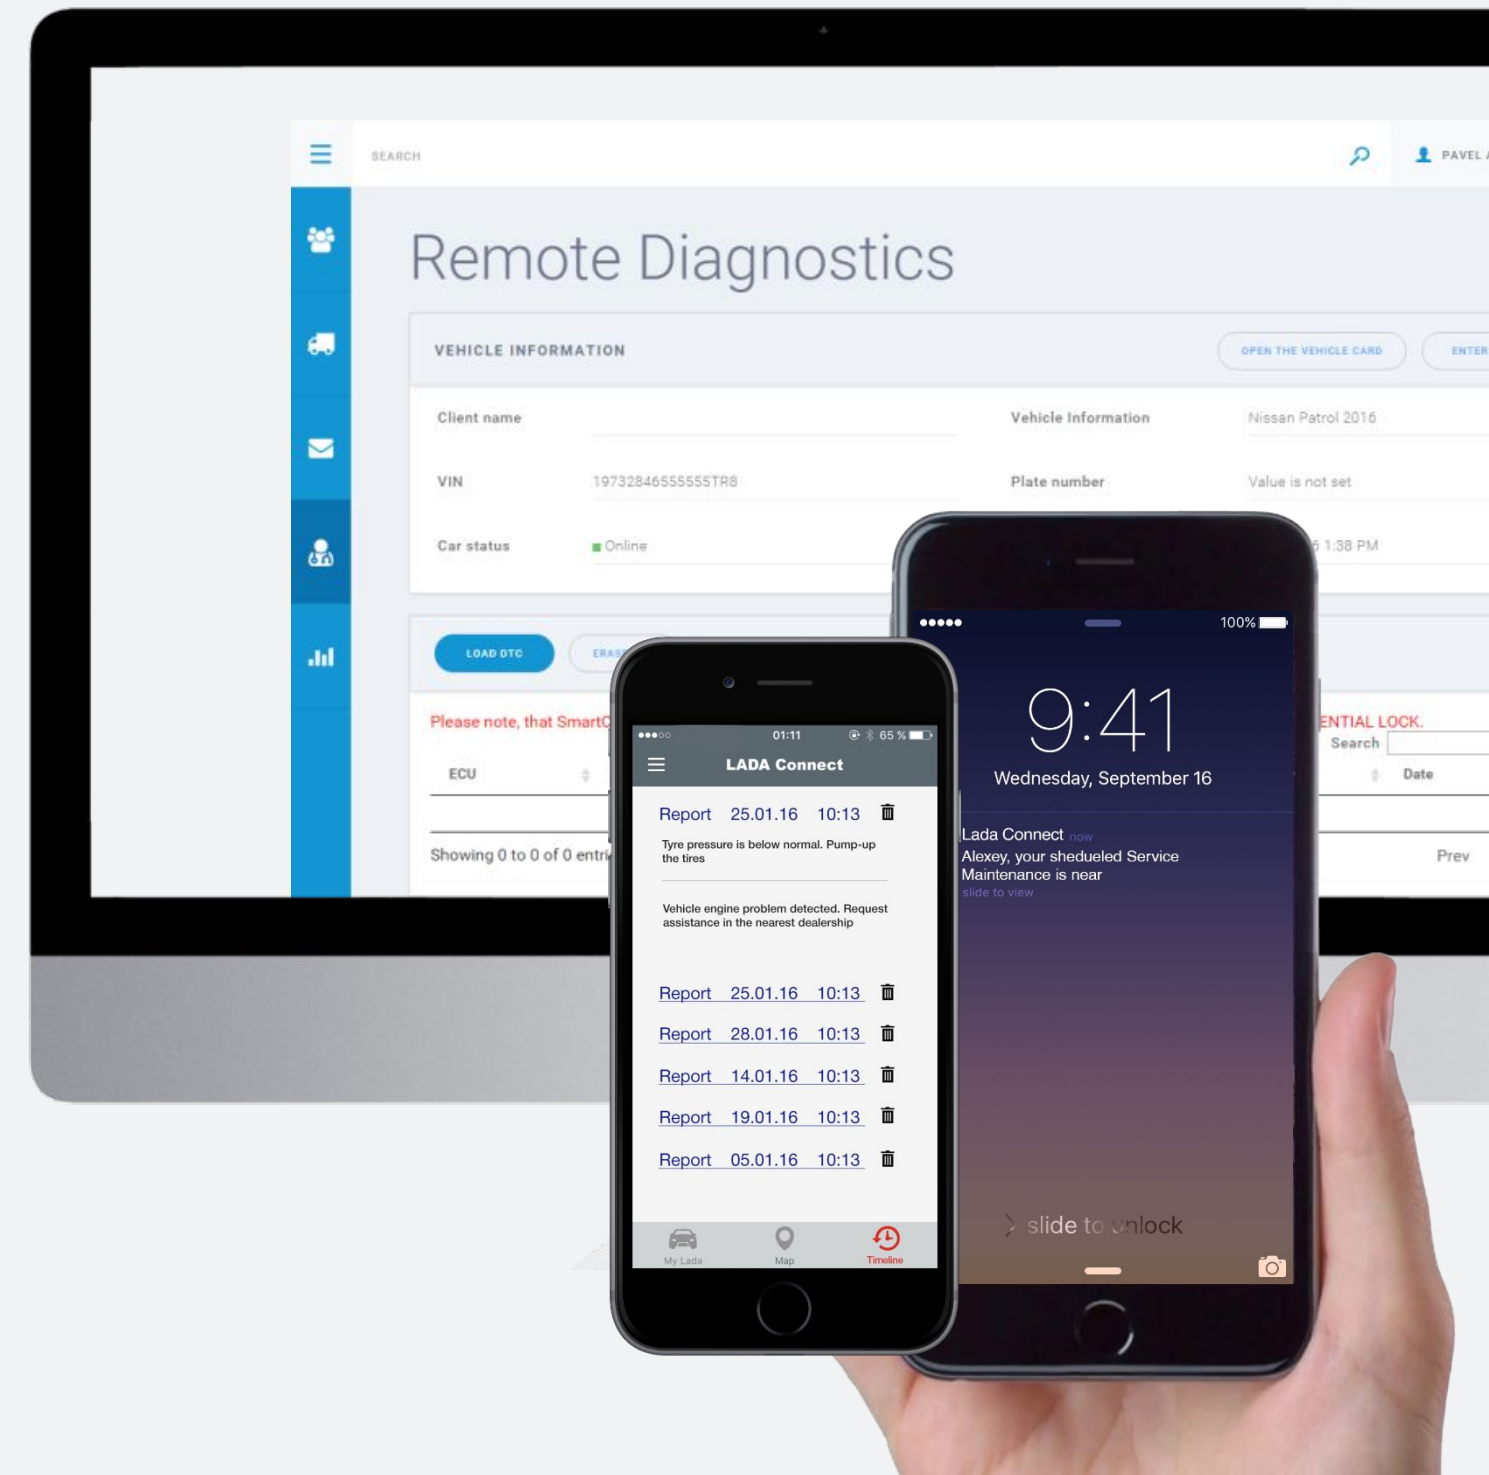 SEARCH
PAVEL
Remote Diagnostics
VEHICLE INFORMATION
OPEN THE VEHICLE CARD
ENTER
Client name
Vehicle Information
Nissan Patrol 2016
VIN
19732846555555TR8
Plate number
Value is not set
Car status
Online
1:38 PM
LOAD DTC
Please note, that
LOCK.
Search
ECU
Date
Showing 0 to 0 of 0
Prev
01:11
65 %
LADA Connect
Report 25.01.16 10:13
Tyre pressure is below normal. Pump-up
the tires
Vehicle engine problem detected. Request
assistance in the nearest dealership
Report 25.01.16 10:13
Report 28.01.16 10:13
Report 14.01.16 10:13
Report 19.01.16 10:13
Report 05.01.16 10:13
My Lada
Map
Timeline
100%
9:41
Wednesday, September 16
Lada Connect now
Alexey, your shedueled Service
Maintenance is near
slide to view
slide to unlock